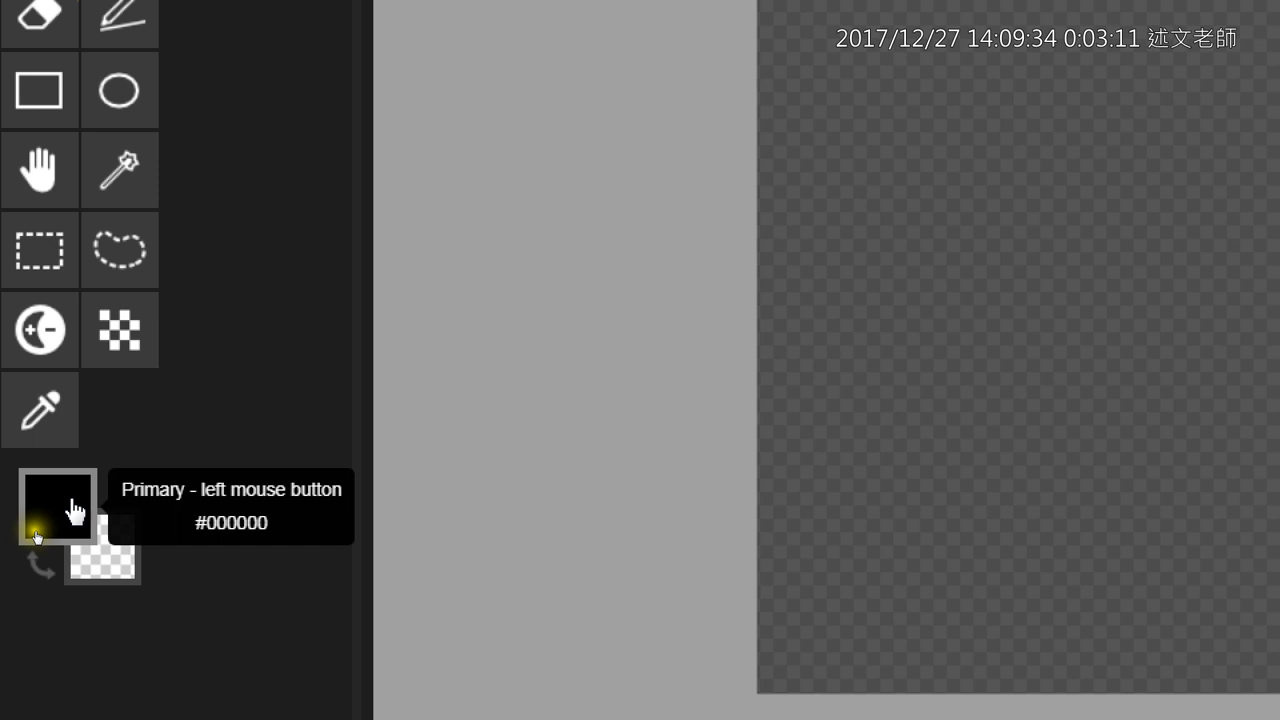 2017/12/27 14:09:34 0:03:11 述文老師
Primary - left mouse button
#000000